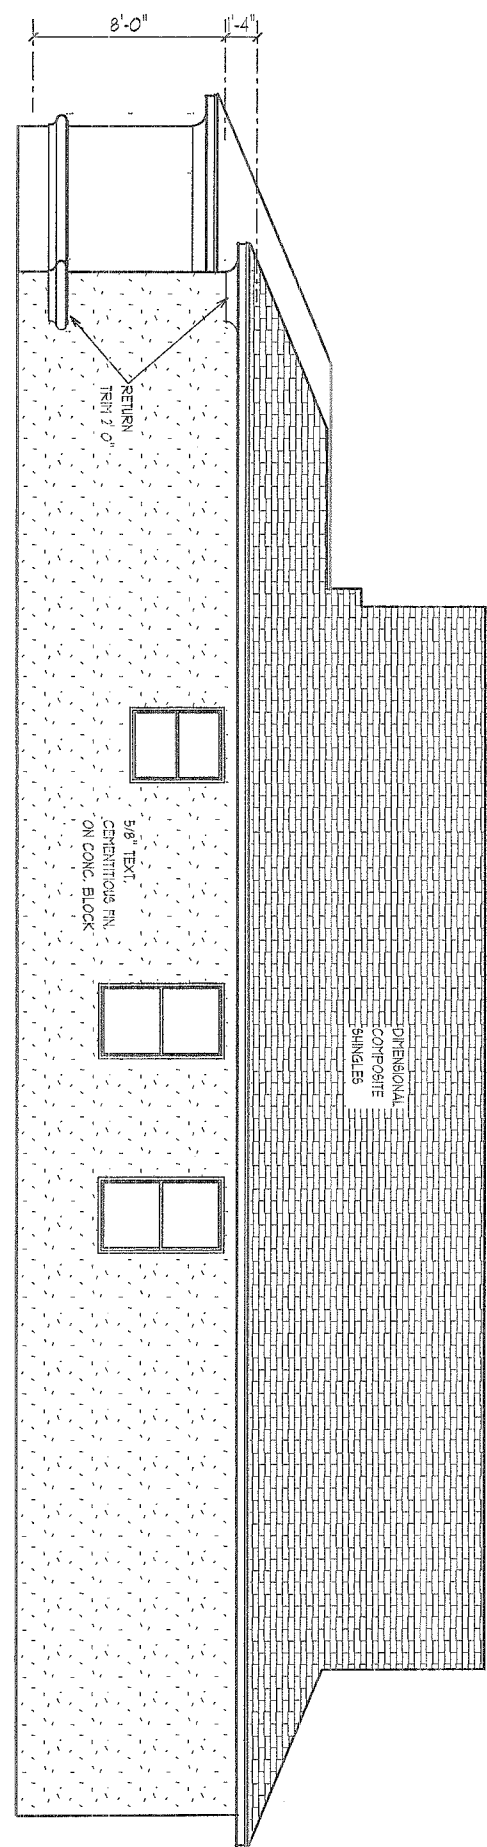 8'-0"
1'-4"
RETURN
TRIM 2' 0"
5/8" TEXT.
CEMENTITIOUS FIN.
ON CONC. BLOCK
DIMENSIONAL
COMPOSITE
SHINGLES